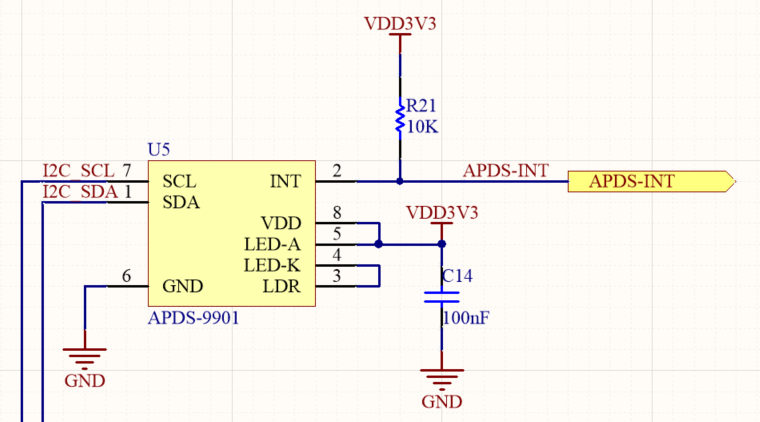 VDD3V3
R21
10K
U5
I2C_SCL 7
SCL
INT
2
APDS-INT
APDS-INT
I2C_SDA 1
SDA
VDD
8
VDD3V3
LED-A
5
LED-K
4
6
GND
LDR
3
C14
APDS-9901
100nF
GND
GND